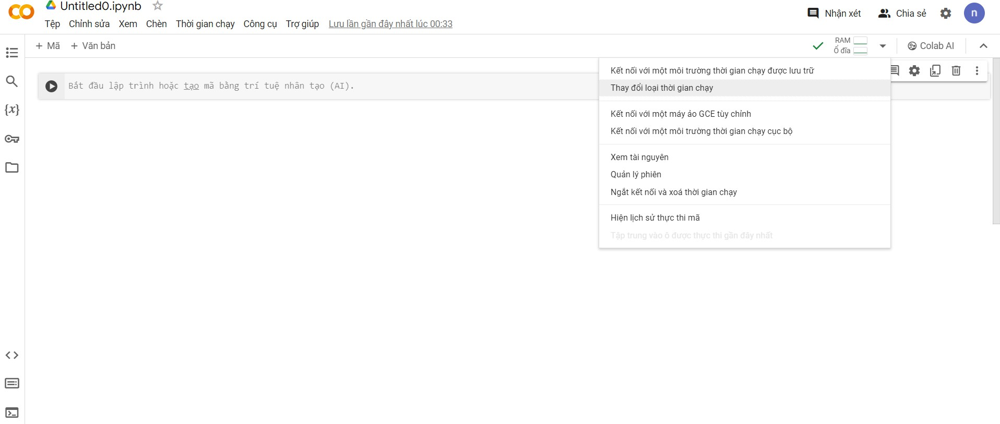 Untitled0.ipynb
Tệp Chỉnh sửa Xem Chèn Thời gian chạy Công cụ Trợ giúp Lưu lần gần đây nhất lúc 00:33
Nhận xét Chia sẻ n
+ Mã + Văn bản
RAM
Ổ đĩa
Colab AI
Bắt đầu lập trình hoặc tạo mã bằng trí tuệ nhân tạo (AI).
Kết nối với một môi trường thời gian chạy được lưu trữ
Thay đổi loại thời gian chạy
Kết nối với một máy ảo GCE tùy chỉnh
Kết nối với một môi trường thời gian chạy cục bộ
Xem tài nguyên
Quản lý phiên
Ngắt kết nối và xoá thời gian chạy
Hiện lịch sử thực thi mã
Tập trung vào ô được thực thi gần đây nhất
{x}